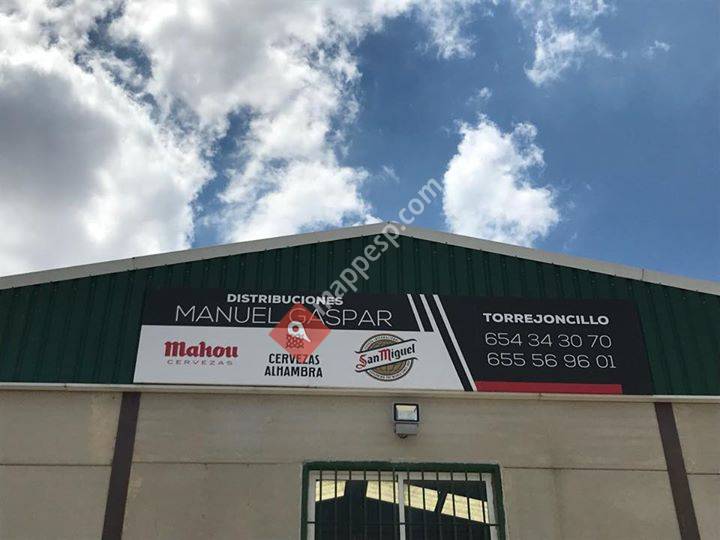 DISTRIBUCIONES
MANUEL GASPAR
Mahou
CERVEZAS
CERVEZAS
ALHAMBRA
San Miguel
TORREJONCILLO
654 34 30 70
655 56 96 01
mappesp.com